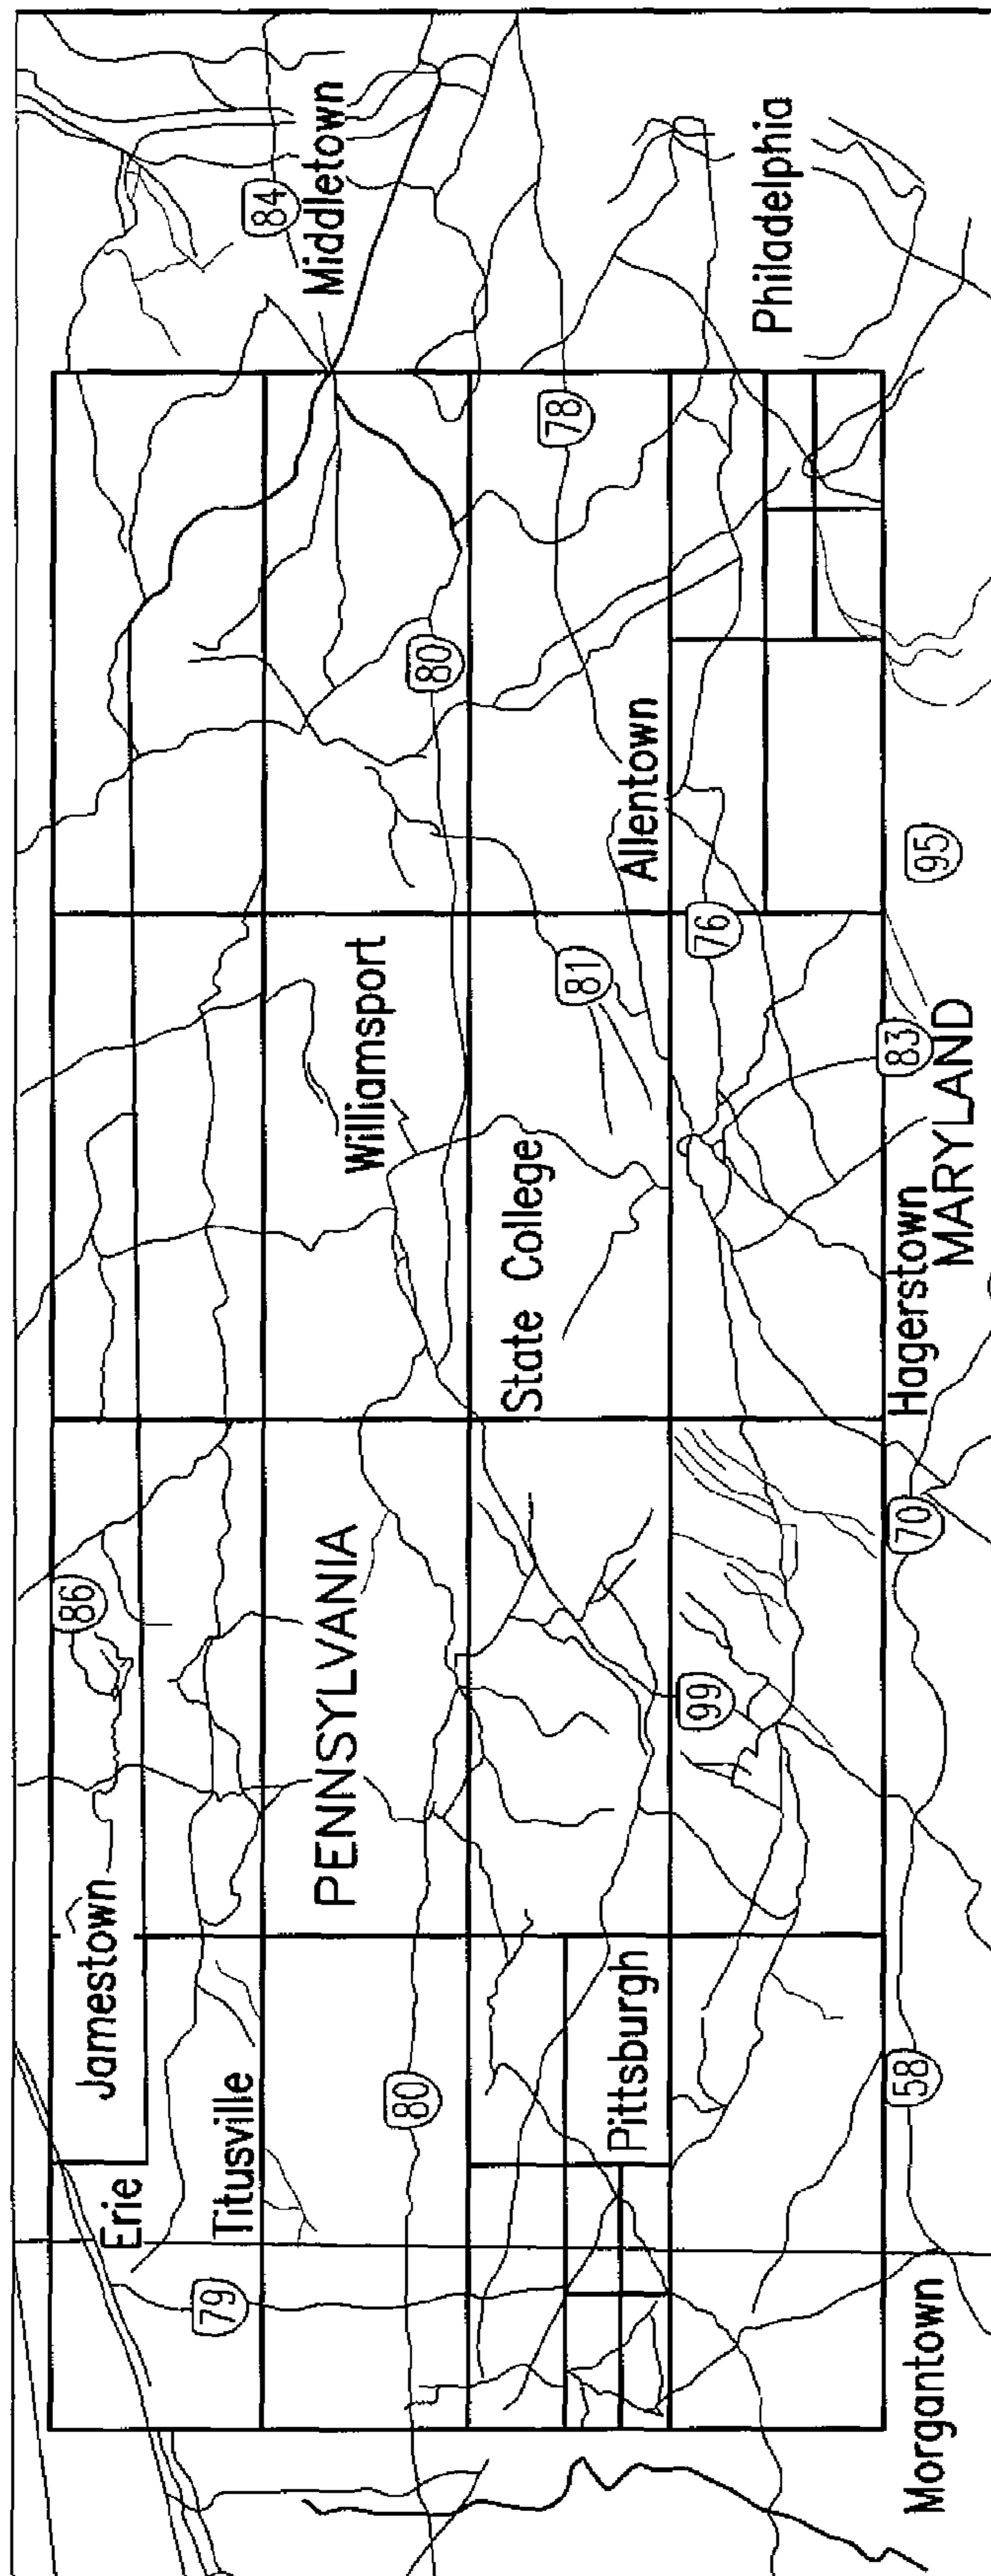 Jamestown
86
84
Middletown
Erie
79
Titusville
PENNSYLVANIA
Williamsport
80
80
State College
81
78
Pittsburgh
Allentown
99
76
Philadelphia
58
70
Hagerstown
83
95
Morgantown
MARYLAND